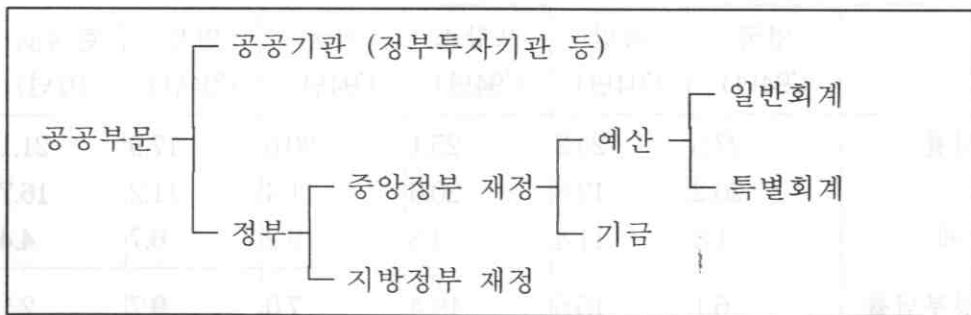 공공기관 (정부투자기관 등)
일반회계
공공부문
예산
특별회계
중앙정부 재정
정부
기금
지방정부 재정